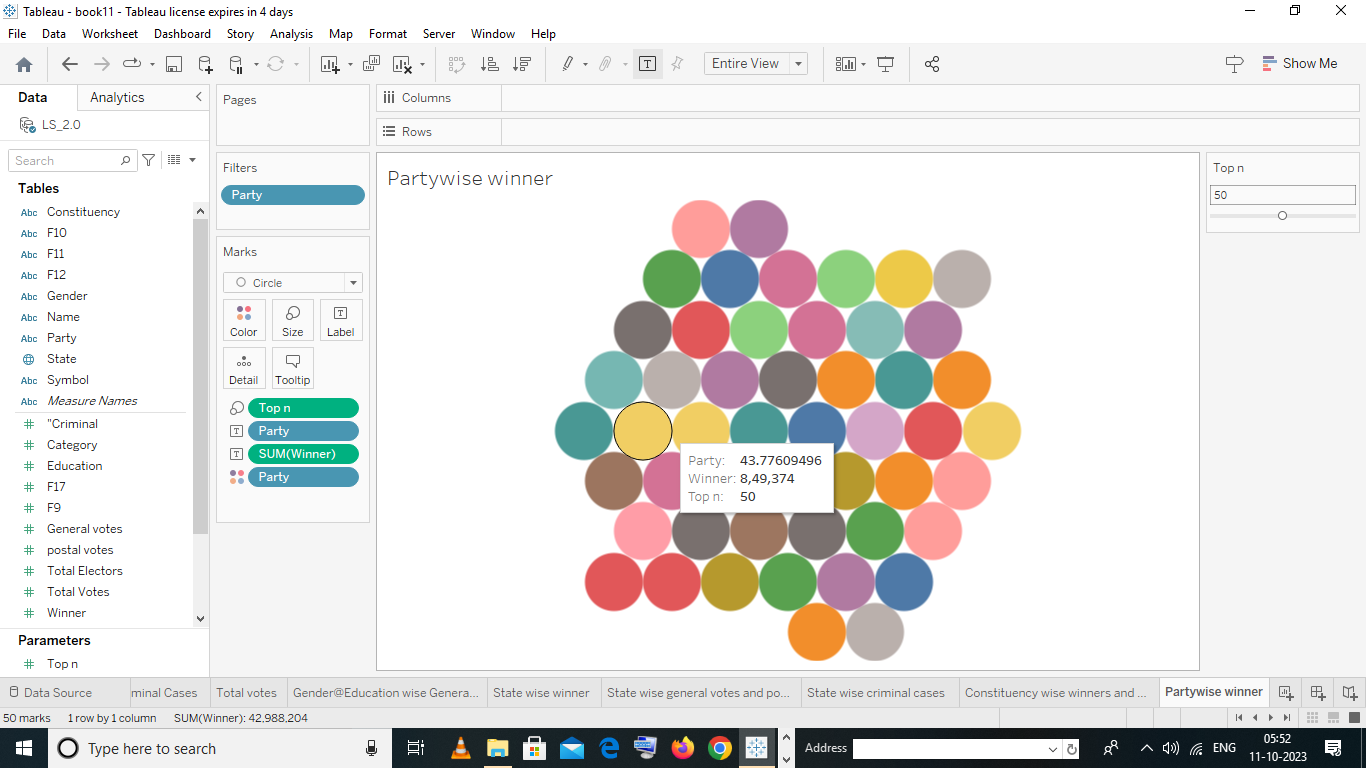 Tableau - book11 - Tableau license expires in 4 days
File Data Worksheet Dashboard Story Analysis Map Format Server Window Help
Entire View
Show Me
Data Analytics
LS_2.0
Search
Tables
Abc Constituency
Abc F10
Abc F11
Abc F12
Abc Gender
Abc Name
Abc Party
State
Abc Symbol
Abc Measure Names
# "Criminal
# Category
# Education
# F17
# F9
# General votes
# postal votes
# Total Electors
# Total Votes
# Winner
Parameters
# Top n
Pages
Filters
Party
Marks
Circle
Color Size Label
Detail Tooltip
Top n
Party
SUM(Winner)
Party
Columns
Rows
Partywise winner
Party: 43.77609496
Winner: 8,49,374
Top n: 50
Top n
50
Data Source
minal Cases
Total votes
Gender@Education wise Genera...
State wise winner
State wise general votes and po...
State wise criminal cases
Constituency wise winners and ...
Partywise winner
50 marks 1 row by 1 column SUM(Winner): 42,988,204
Type here to search
Address
ENG
05:52
11-10-2023